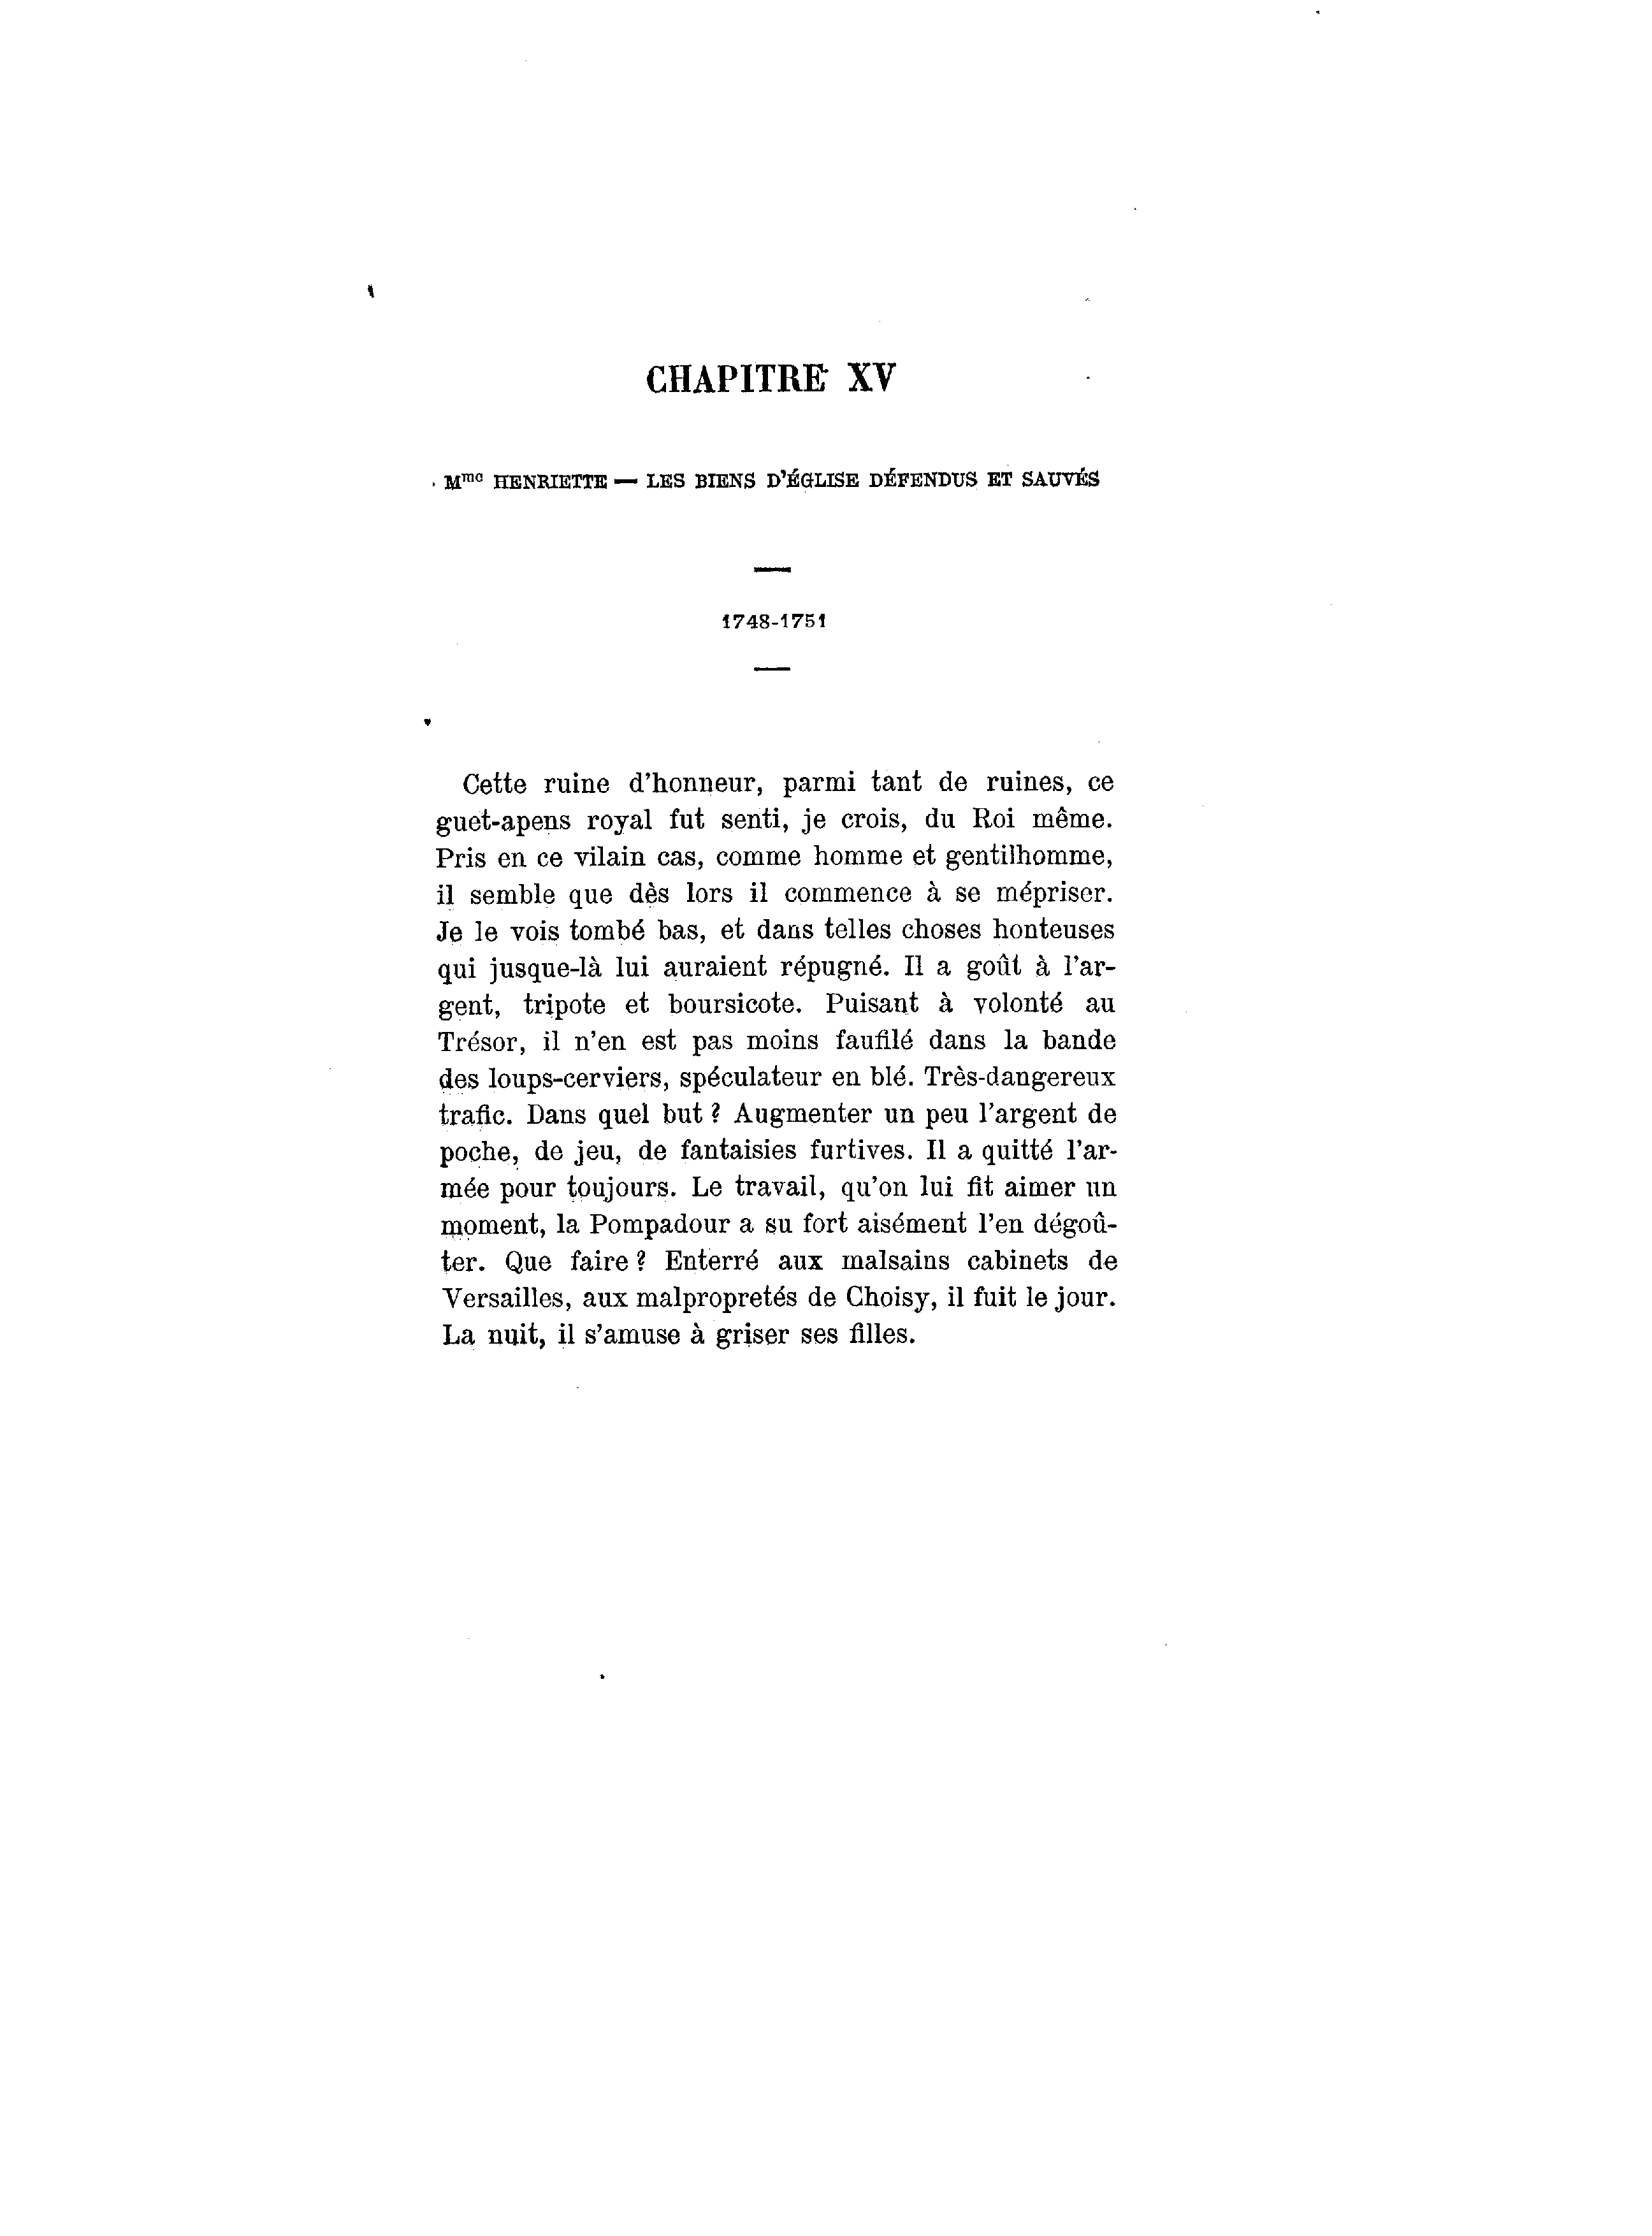 CHAPITRE XV
Mme HENRIETTE — LES BIENS D'ÉGLISE DÉFENDUS ET SAUVÉS
1748-1751
Cette ruine d'honneur, parmi tant de ruines, ce
guet-apens royal fut senti, je crois, du Roi même.
Pris en ce vilain cas, comme homme et gentilhomme,
il semble que dès lors il commence à se mépriser.
Je le vois tombé bas, et dans telles choses honteuses
qui jusque-là lui auraient répugné. Il a goût à l'ar-
gent, tripote et boursicote. Puisant à volonté au
Trésor, il n'en est pas moins faufilé dans la bande
des loups-cerviers, spéculateur en blé. Très-dangereux
trafic. Dans quel but ? Augmenter un peu l'argent de
poche, de jeu, de fantaisies furtives. Il a quitté l'ar-
mée pour toujours. Le travail, qu'on lui fit aimer un
moment, la Pompadour a su fort aisément l'en dégoû-
ter. Que faire ? Enterré aux malsains cabinets de
Versailles, aux malpropretés de Choisy, il fuit le jour.
La nuit, il s'amuse à griser ses filles.